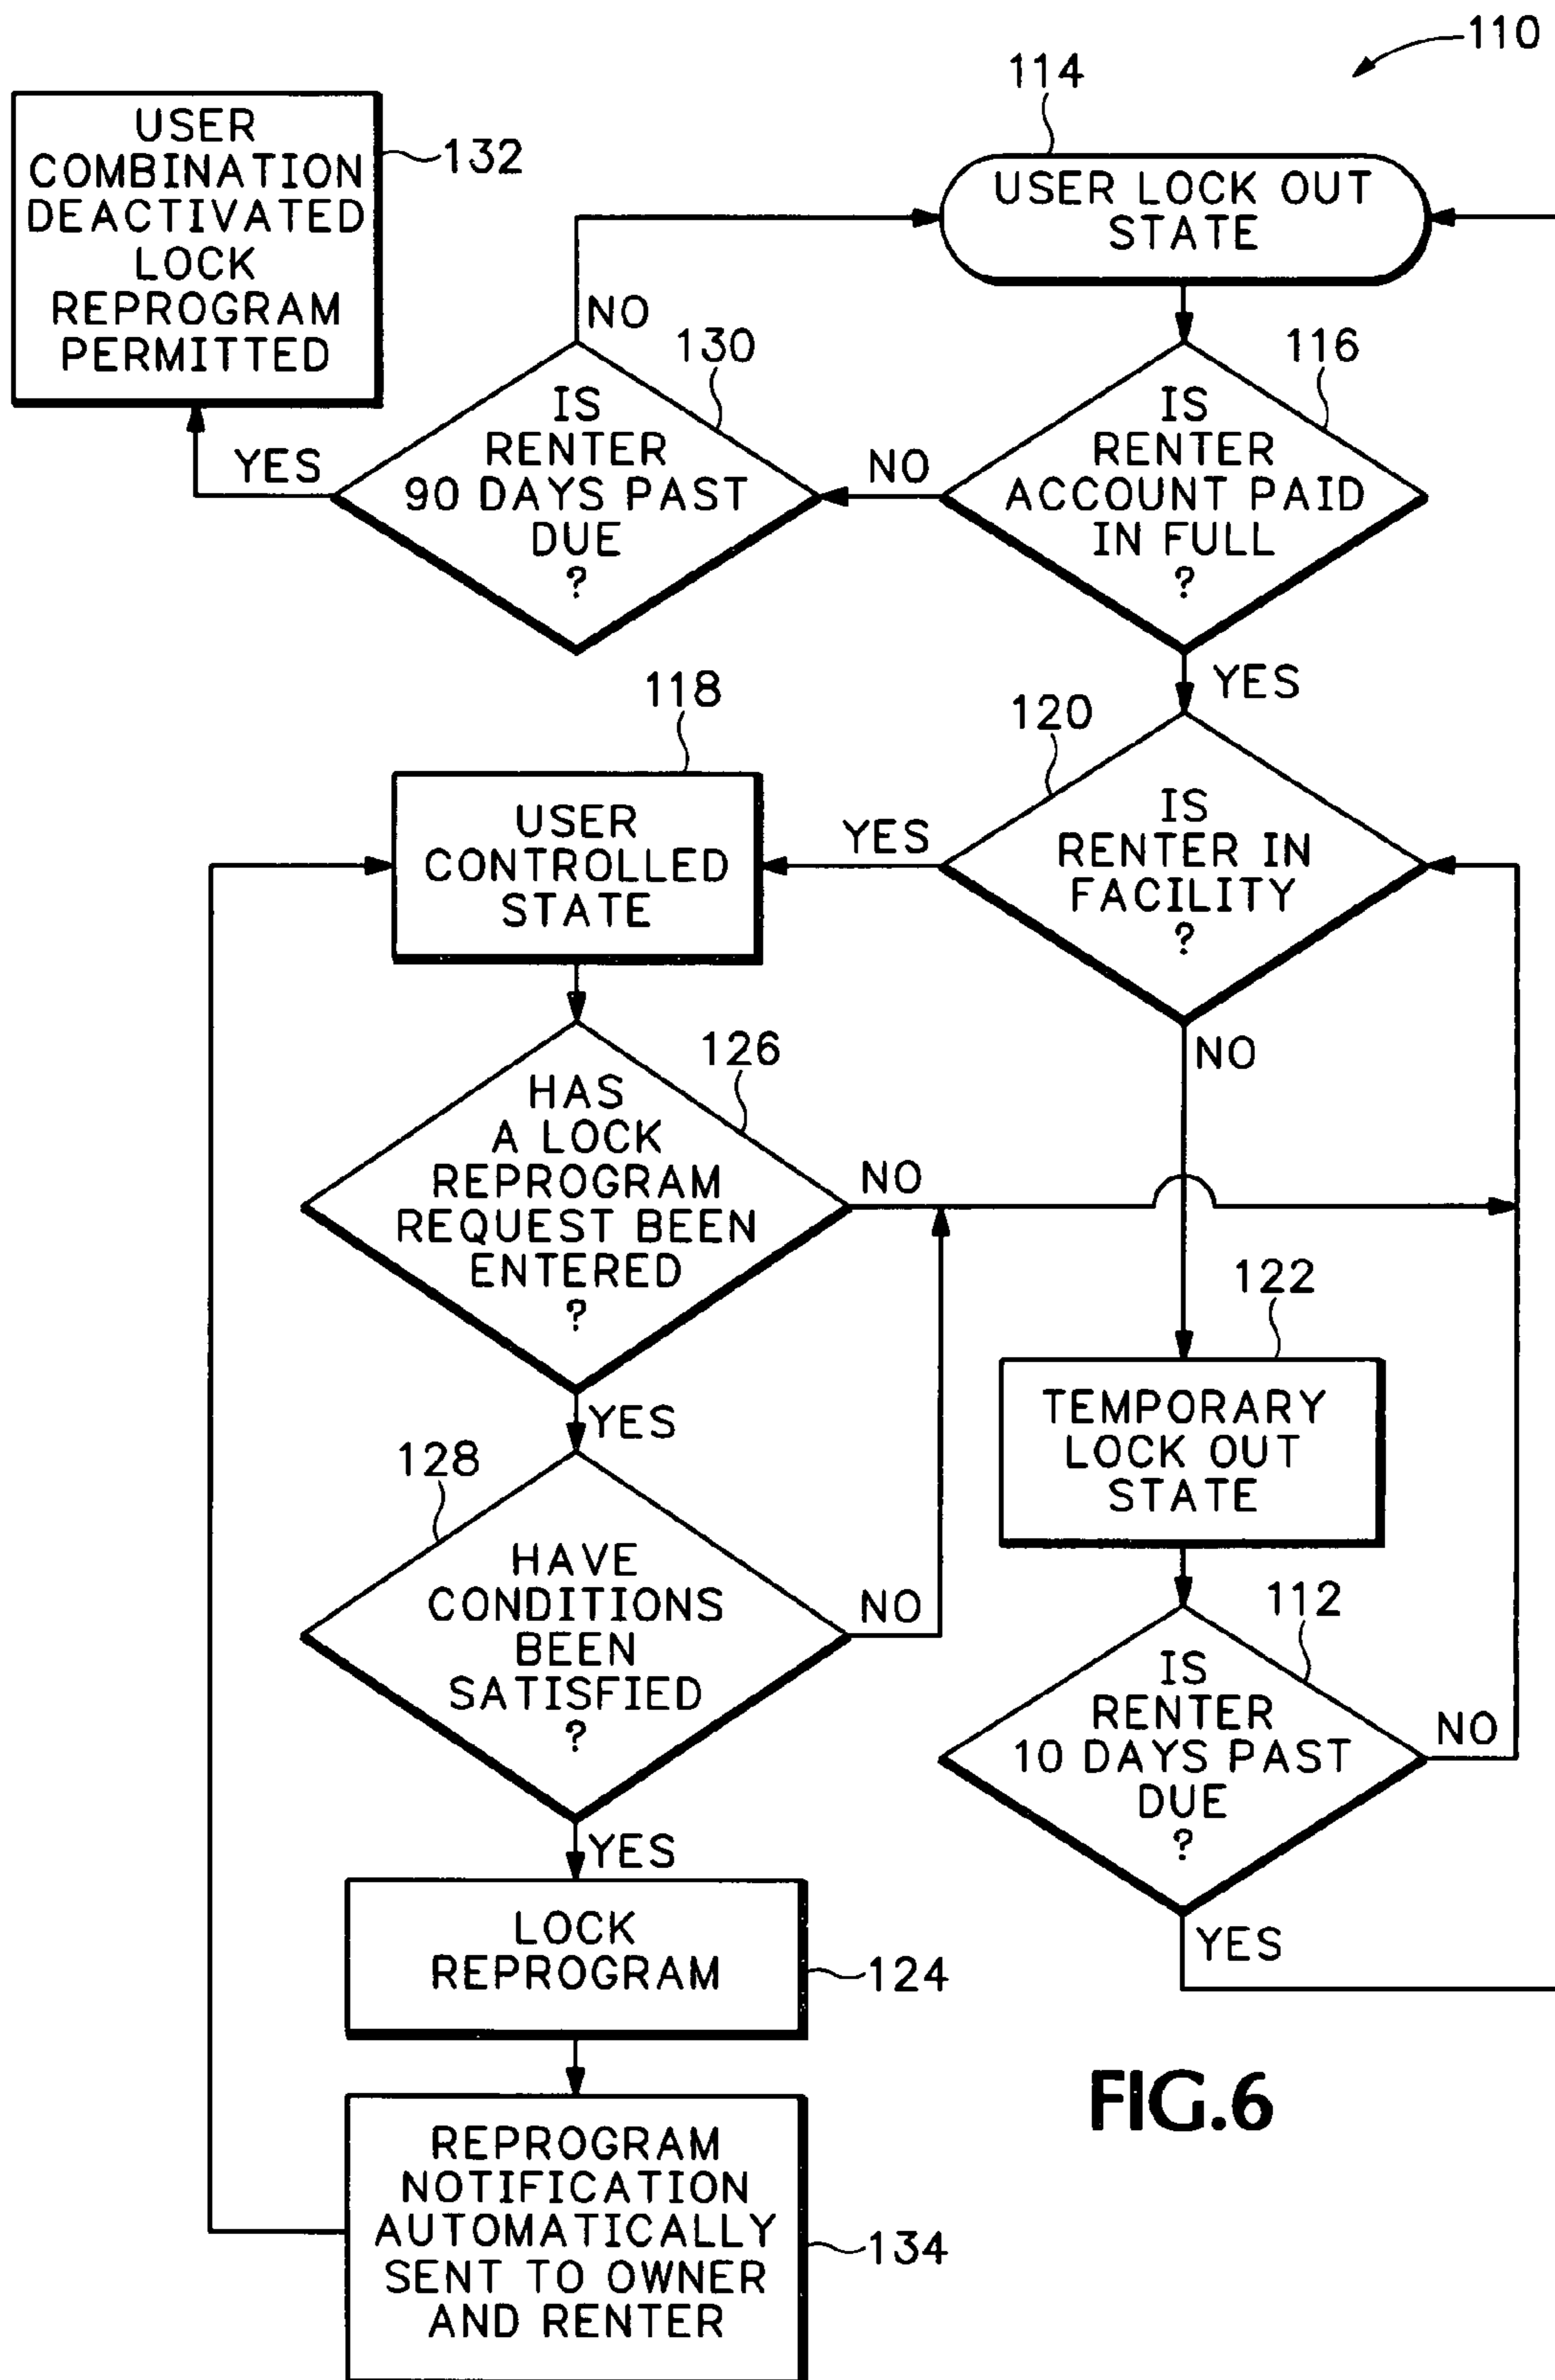 110
114
USER LOCK OUT
STATE
132
USER
COMBINATION
DEACTIVATED
LOCK
REPROGRAM
PERMITTED
NO
130
IS
RENTER
90 DAYS PAST
DUE
?
YES
NO
116
IS
RENTER
ACCOUNT PAID
IN FULL
?
YES
118
USER
CONTROLLED
STATE
YES
120
IS
RENTER IN
FACILITY
?
NO
126
HAS
A LOCK
REPROGRAM
REQUEST BEEN
ENTERED
?
NO
YES
122
TEMPORARY
LOCK OUT
STATE
128
HAVE
CONDITIONS
BEEN
SATISFIED
?
NO
YES
112
IS
RENTER
10 DAYS PAST
DUE
?
NO
YES
LOCK
REPROGRAM
124
REPROGRAM
NOTIFICATION
AUTOMATICALLY
SENT TO OWNER
AND RENTER
134
FIG.6